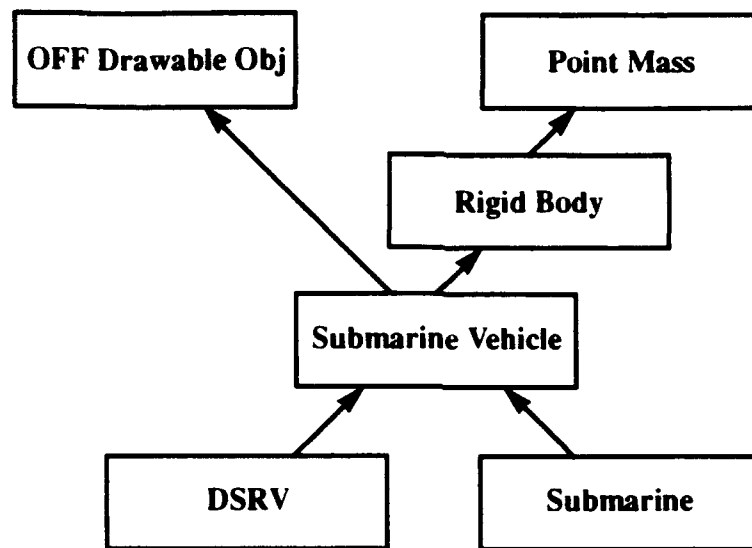 OFF Drawable Obj
Point Mass
Rigid Body
Submarine Vehicle
DSRV
Submarine